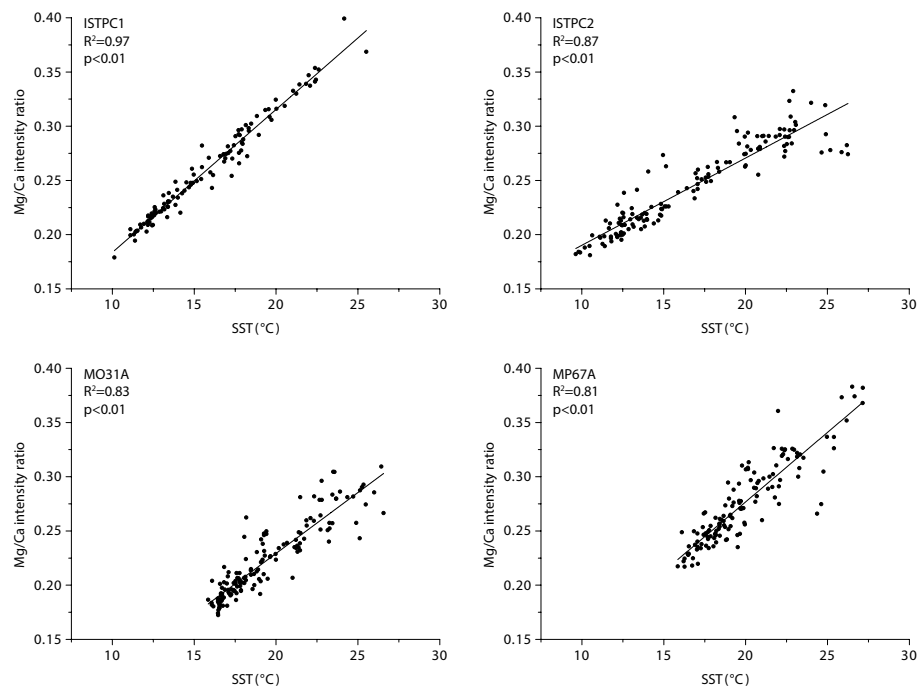 ISTPC1
R²=0.97
p<0.01
0.40
0.35
0.30
0.25
0.20
0.15
Mg/Ca intensity ratio
10 15 20 25 30
SST (°C)
ISTPC2
R²=0.87
p<0.01
0.40
0.35
0.30
0.25
0.20
0.15
Mg/Ca intensity ratio
10 15 20 25 30
SST (°C)
MO31A
R²=0.83
p<0.01
0.40
0.35
0.30
0.25
0.20
0.15
Mg/Ca intensity ratio
10 15 20 25 30
SST (°C)
MP67A
R²=0.81
p<0.01
0.40
0.35
0.30
0.25
0.20
0.15
Mg/Ca intensity ratio
10 15 20 25 30
SST (°C)